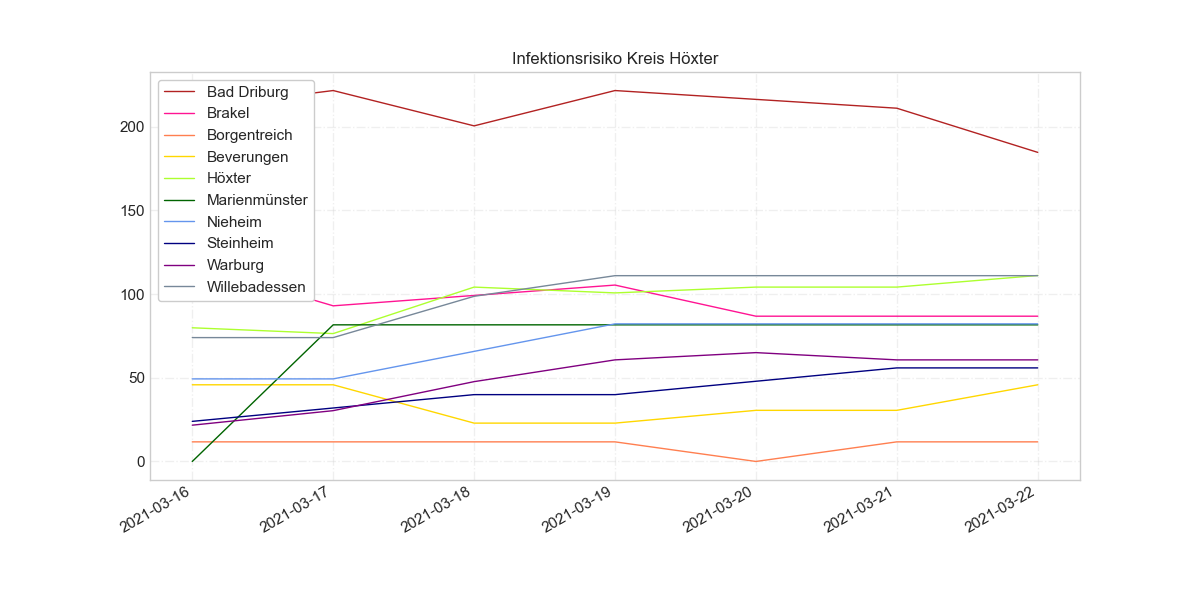 Infektionsrisiko Kreis Höxter
Bad Driburg
Brakel
Borgentreich
Beverungen
Höxter
Marienmünster
Nieheim
Steinheim
Warburg
Willebadessen
200
150
100
50
0
2021-03-16
2021-03-17
2021-03-18
2021-03-19
2021-03-20
2021-03-21
2021-03-22